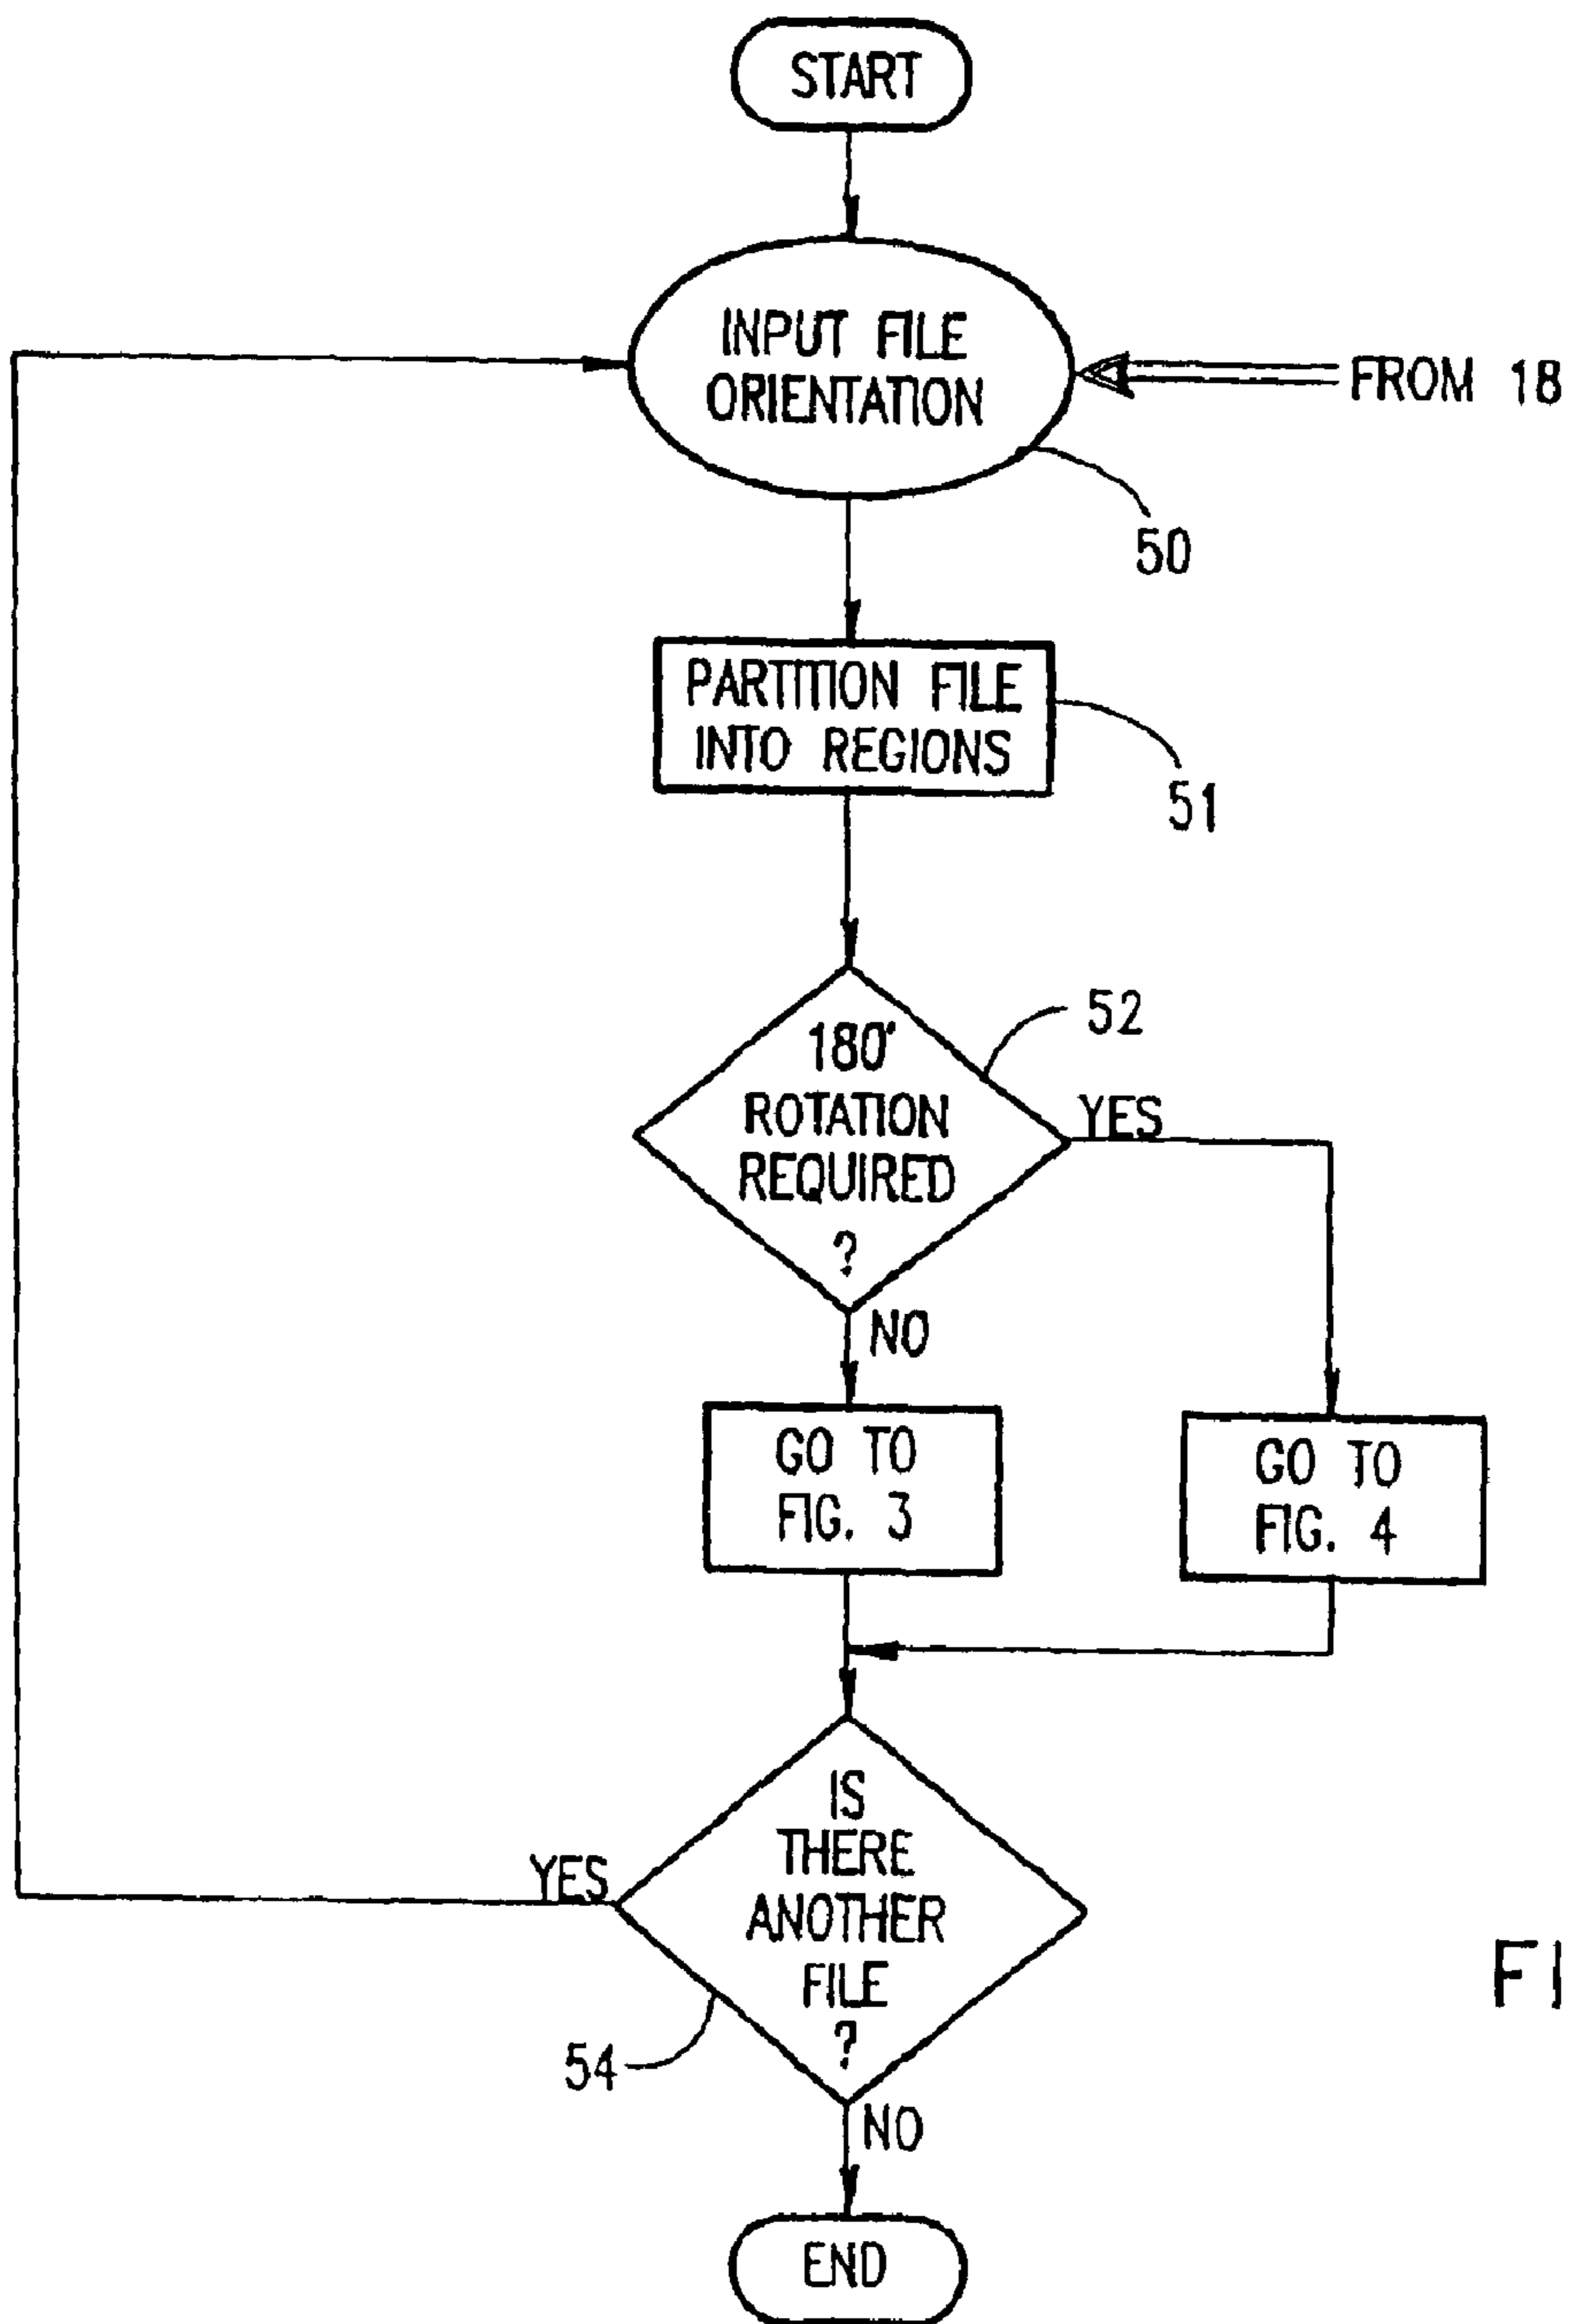 START
INPUT FILE
ORIENTATION
FROM 18
50
PARTITION FILE
INTO REGIONS
51
52
180°
ROTATION
REQUIRED
?
YES
NO
GO TO
FIG. 3
GO TO
FIG. 4
IS
THERE
ANOTHER
FILE
?
YES
54
NO
FI
END